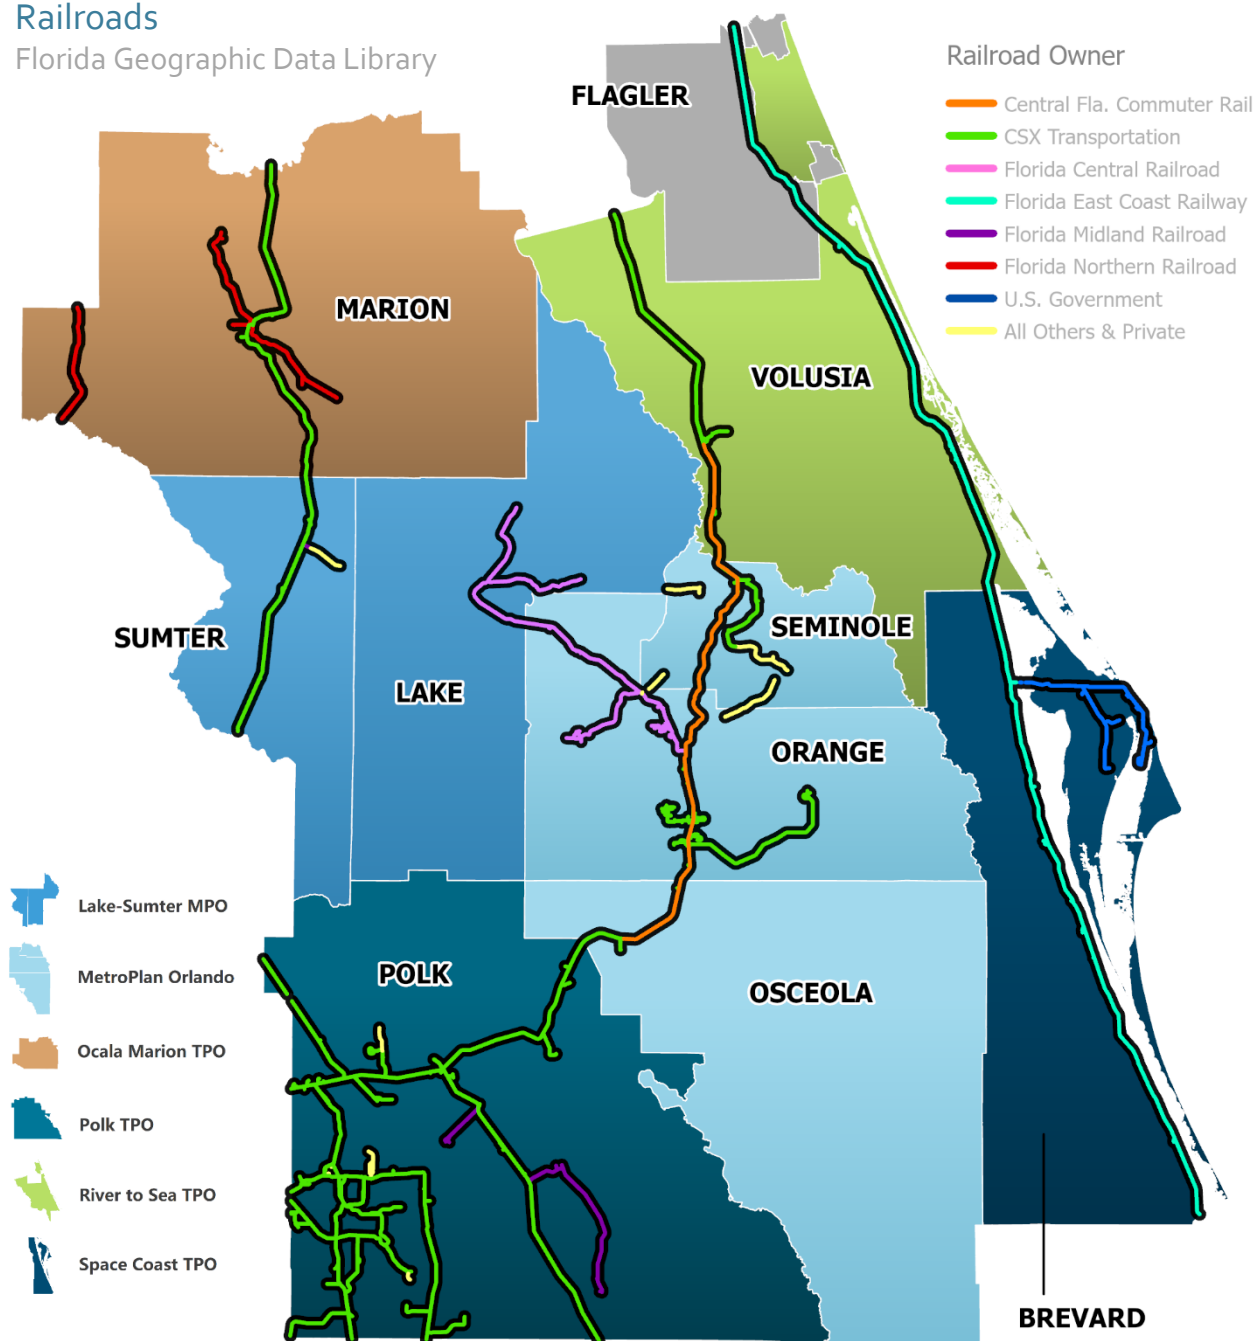 Railroads
Florida Geographic Data Library
Railroad Owner
Central Fla. Commuter Rail
CSX Transportation
Florida Central Railroad
Florida East Coast Railway
Florida Midland Railroad
Florida Northern Railroad
U.S. Government
All Others & Private
FLAGLER
MARION
VOLUSIA
SUMTER
SEMINOLE
LAKE
ORANGE
POLK
OSCEOLA
BREVARD
Lake-Sumter MPO
MetroPlan Orlando
Ocala Marion TPO
Polk TPO
River to Sea TPO
Space Coast TPO